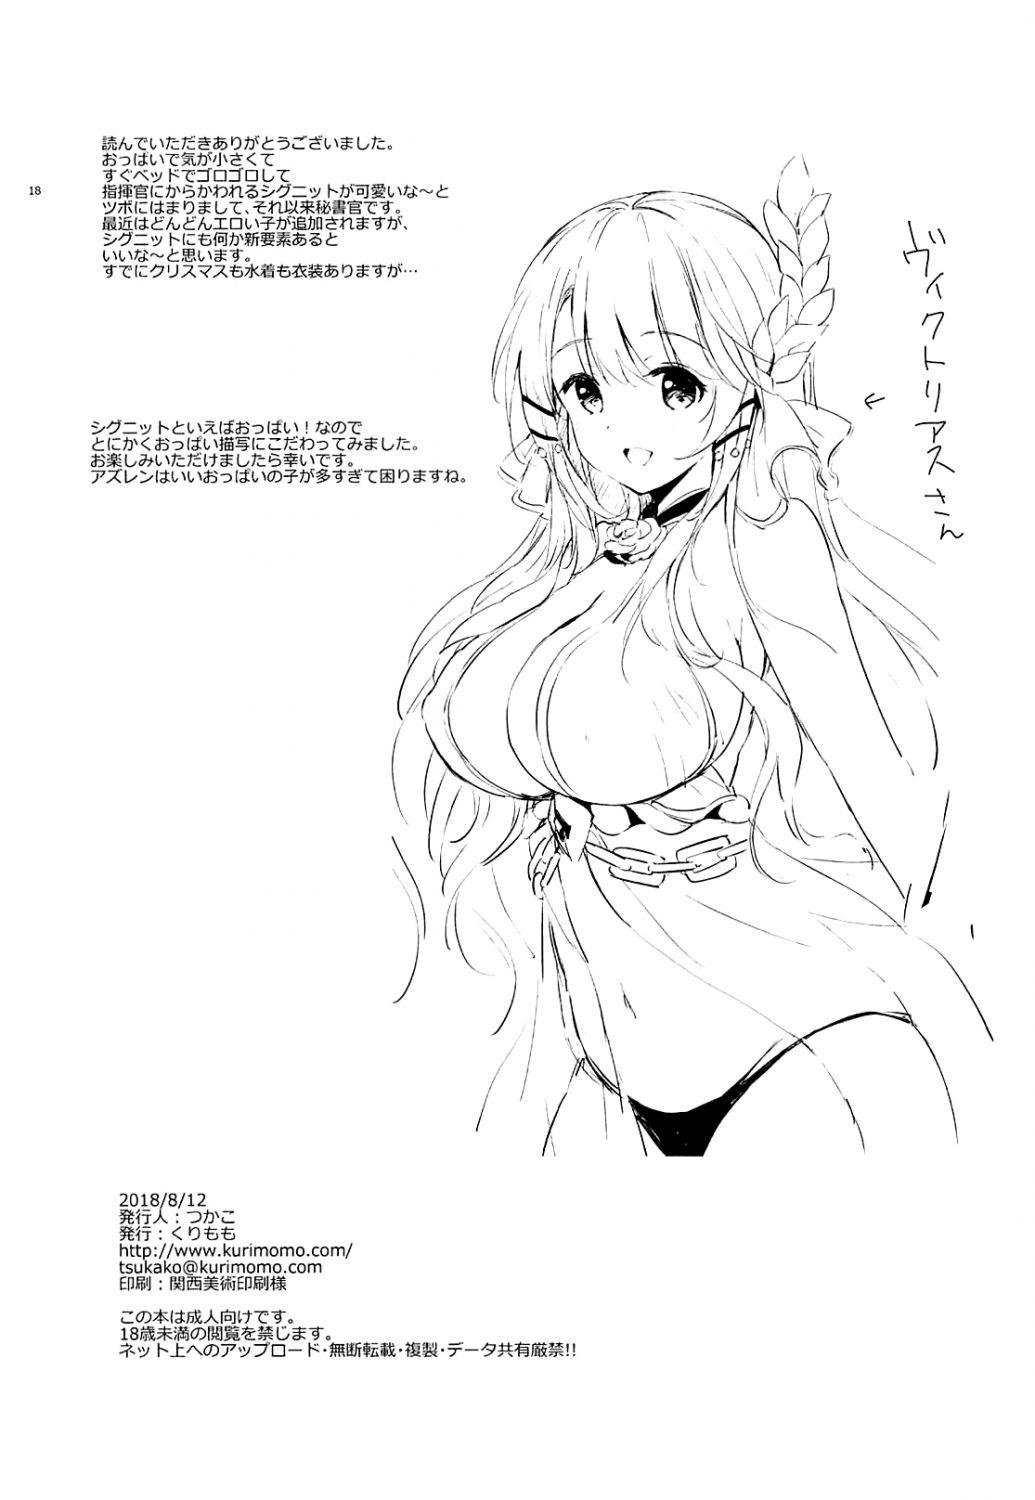 18
読んでいただきありがとうございました。
おっぱいで気が小さくて
すぐベッドでゴロゴロして
指揮官にからかわれるシグニットが可愛いな～と
ツボにはまりまして、それ以来秘書官です。
最近はどんどんエロい子が追加されますが、
シグニットにも何か新要素あると
いいな～と思います。
すでにクリスマスも水着も衣装ありますが…
シグニットといえばおっぱい！なので
とにかくおっぱい描写にこだわってみました。
お楽しみいただけましたら幸いです。
アズレンはいいおっぱいの子が多すぎて困りますね。
ヴィクトリアスさん
←
2018/8/12
発行人：つかこ
発行：くりもも
http://www.kurimomo.com/
tsukako@kurimomo.com
印刷：関西美術印刷様
この本は成人向けです。
18歳未満の閲覧を禁じます。
ネット上へのアップロード・無断転載・複製・データ共有厳禁!!